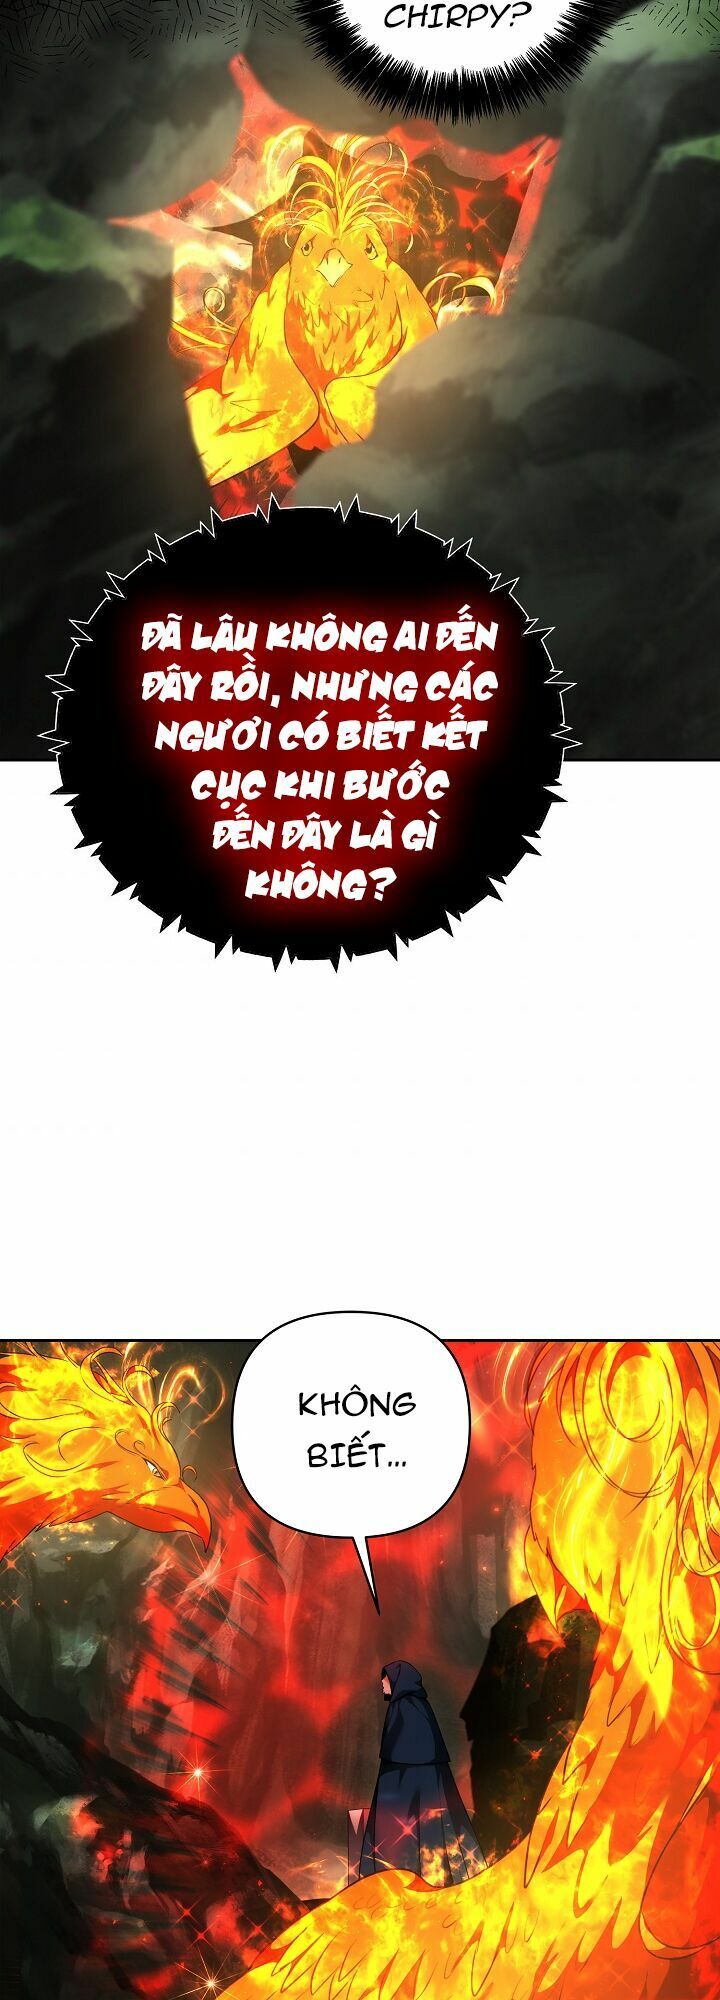 CHIRPY?
ĐÃ LÂU KHÔNG AI ĐẾN
ĐÂY RỒI, NHƯNG CÁC
NGƯƠI CÓ BIẾT KẾT
CỤC KHI BƯỚC
ĐẾN ĐÂY LÀ GÌ
KHÔNG?
KHÔNG
BIẾT...